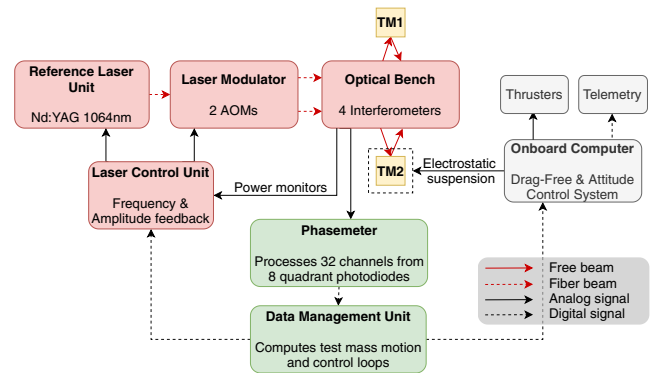 TM1
Reference Laser
Unit
Nd:YAG 1064nm
Laser Modulator
2 AOMs
Optical Bench
4 Interferometers
Thrusters
Telemetry
TM2
Electrostatic
suspension
Onboard Computer
Drag-Free & Attitude
Control System
Laser Control Unit
Frequency &
Amplitude feedback
Power monitors
Phasemeter
Processes 32 channels from
8 quadrant photodiodes
Data Management Unit
Computes test mass motion
and control loops
Free beam
Fiber beam
Analog signal
Digital signal